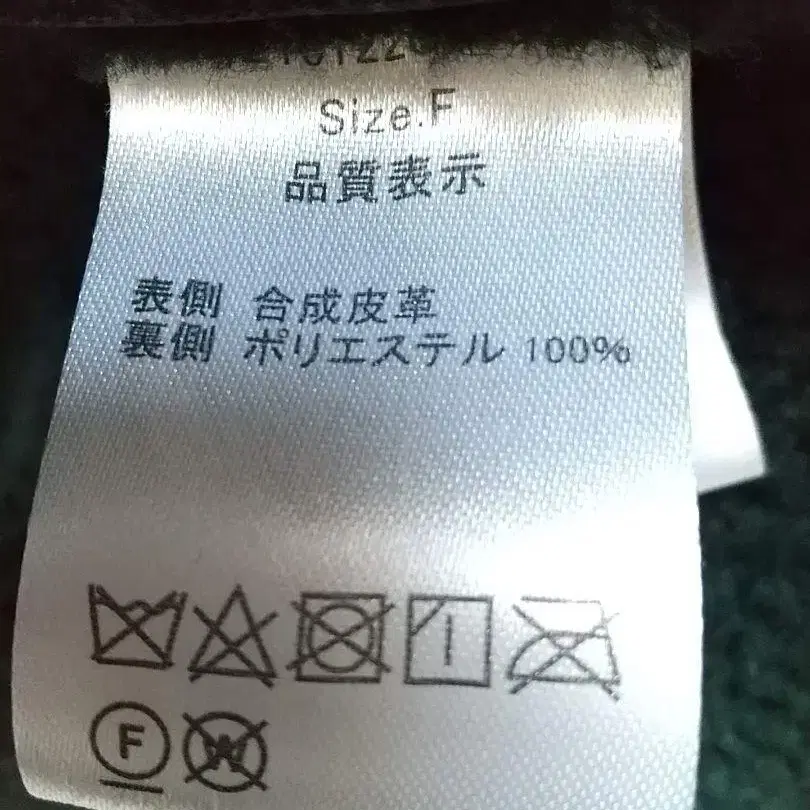 Size.F
品質表示
表側 合成皮革
裏側 ポリエステル 100%
F
W